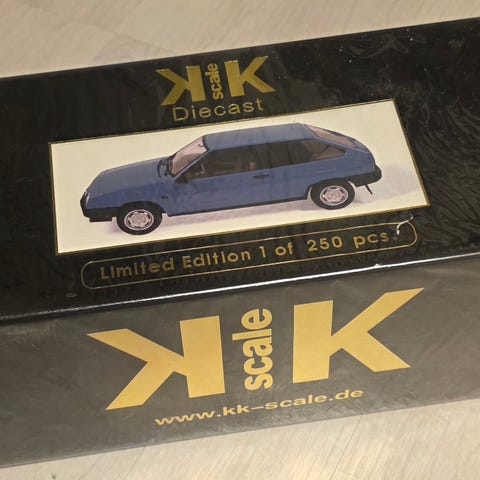 KK
scale
Diecast
Limited Edition 1 of 250 pcs.
KK
scale
www.kk-scale.de